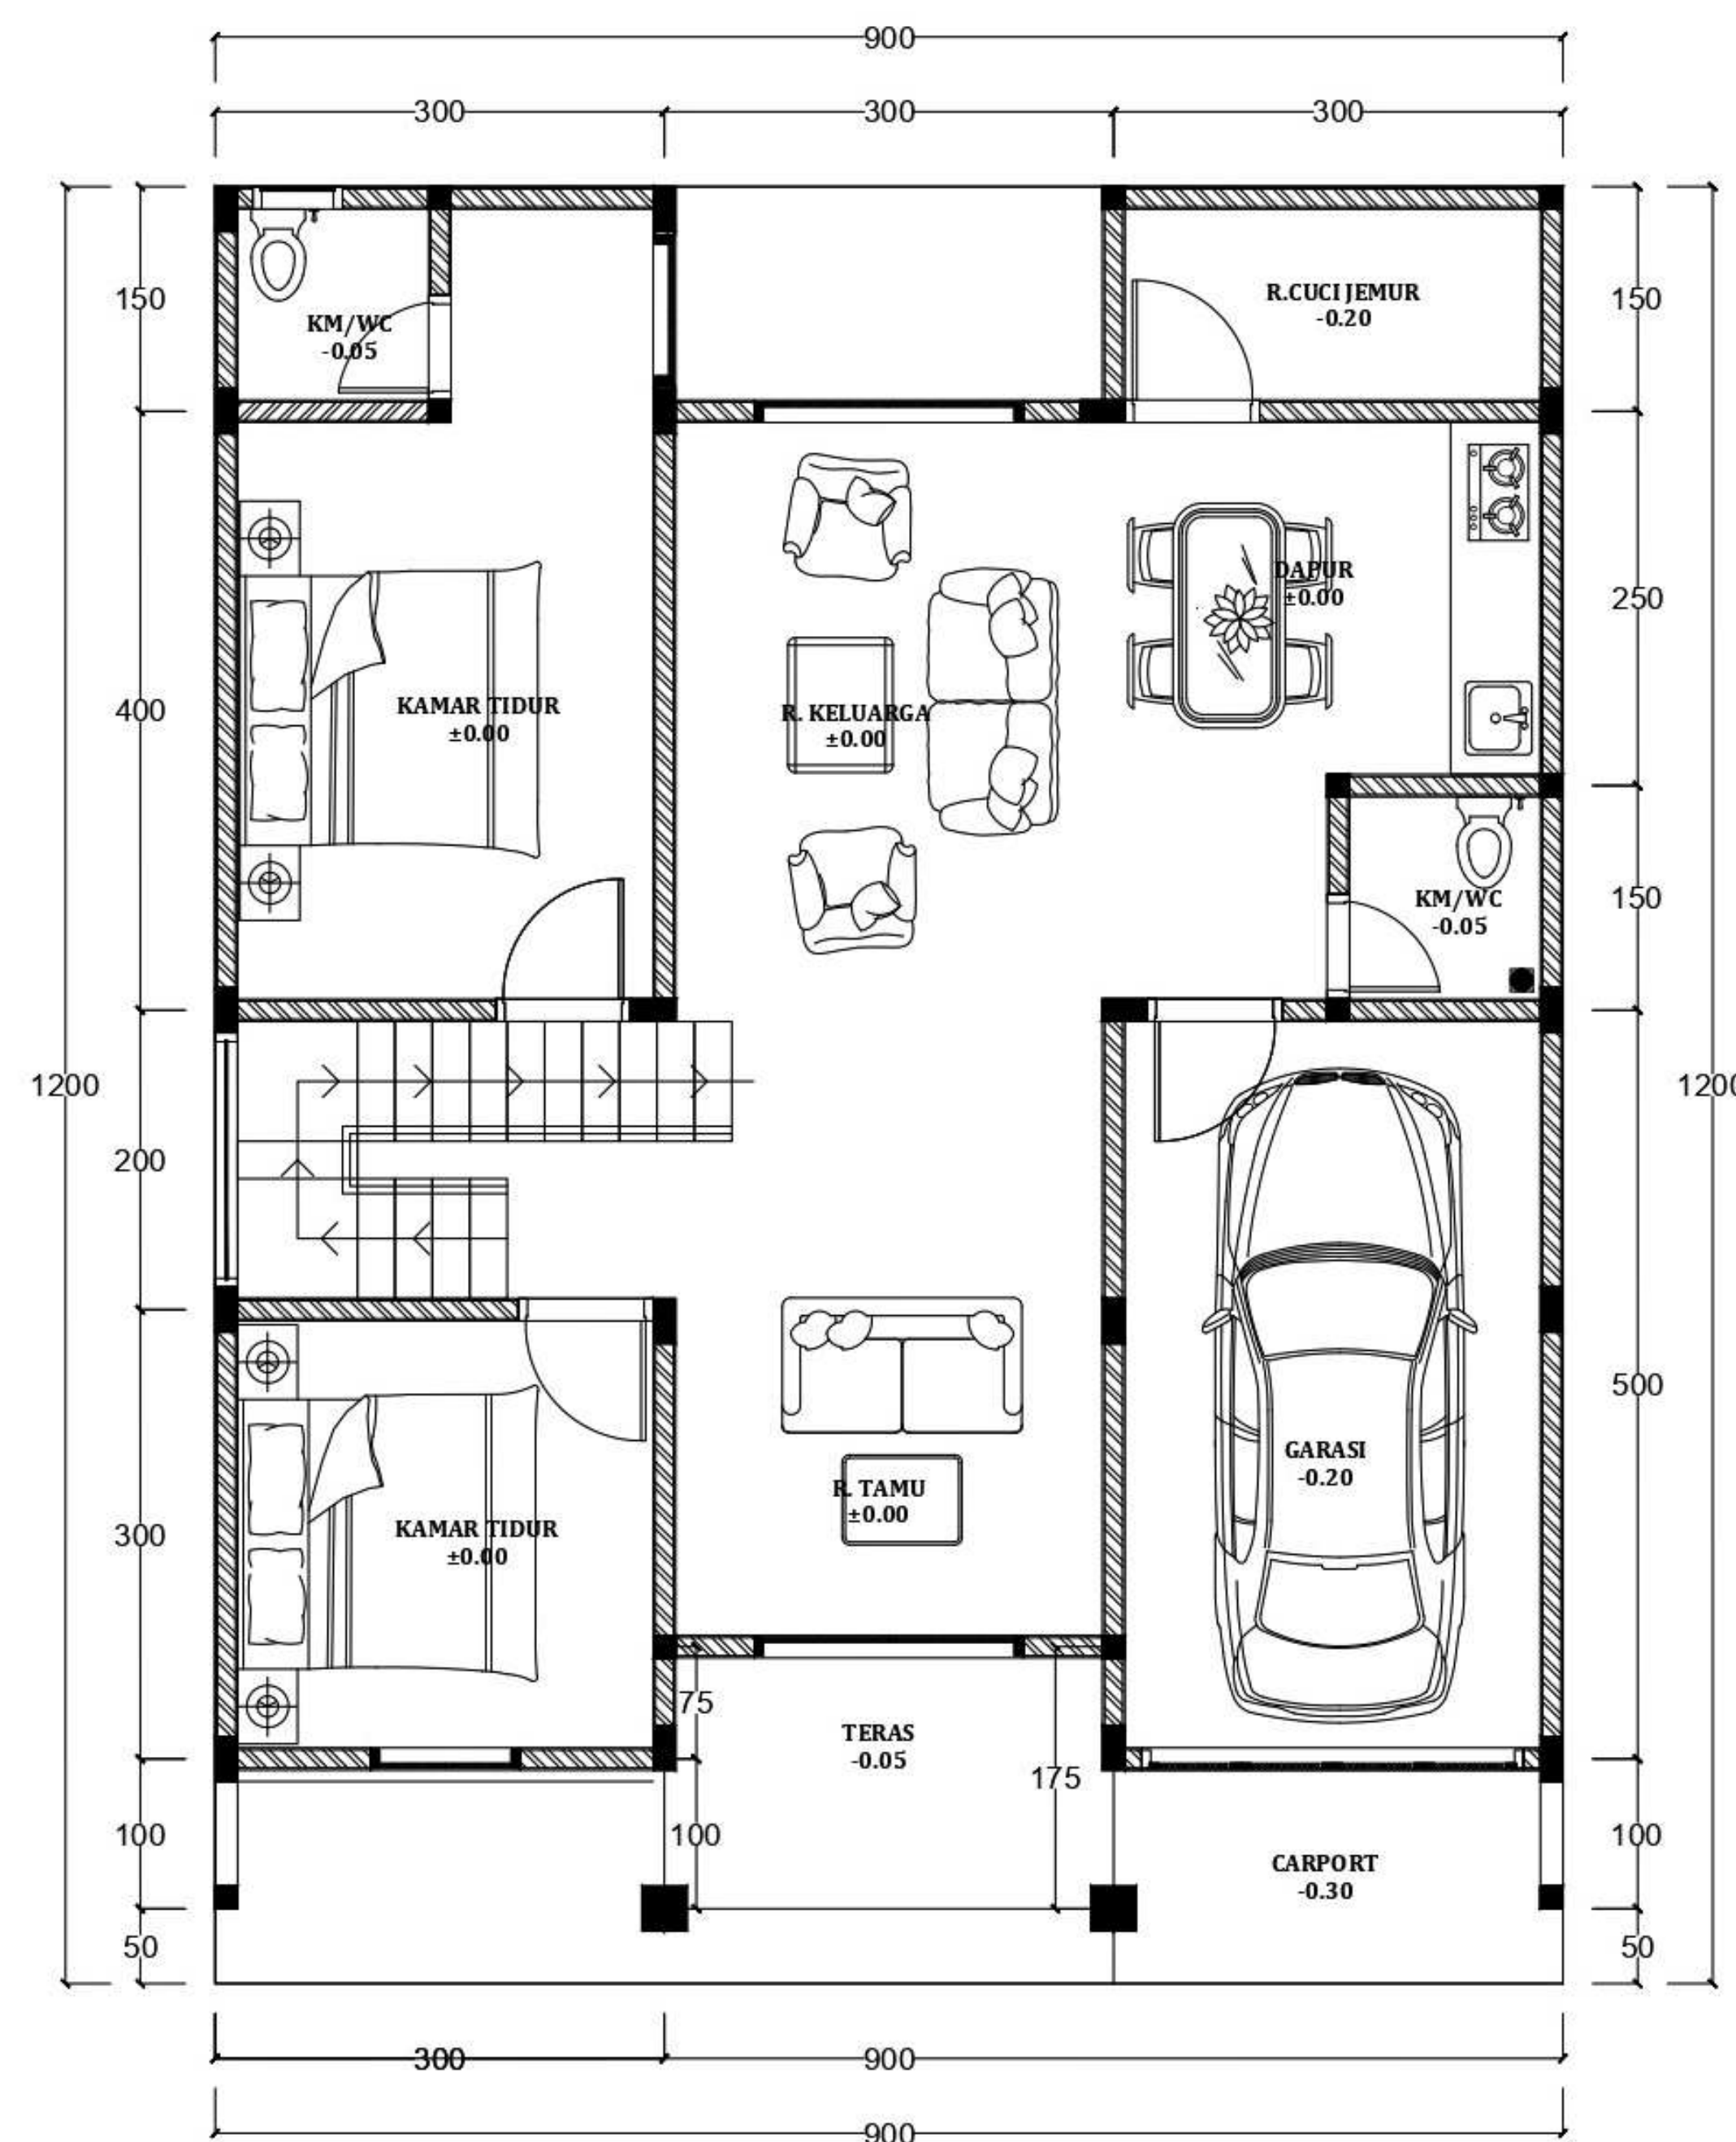 900
300 300 300
150
150
R.CUCI JEMUR
-0.20
KM/WC
-0.05
400
250
DAPUR
±0.00
KAMAR TIDUR
±0.00
R. KELUARGA
±0.00
150
KM/WC
-0.05
1200
1200
200
500
300
GARASI
-0.20
R. TAMU
±0.00
KAMAR TIDUR
±0.00
75
TERAS
-0.05
175
100
100
100
CARPORT
-0.30
50
50
300 900
900